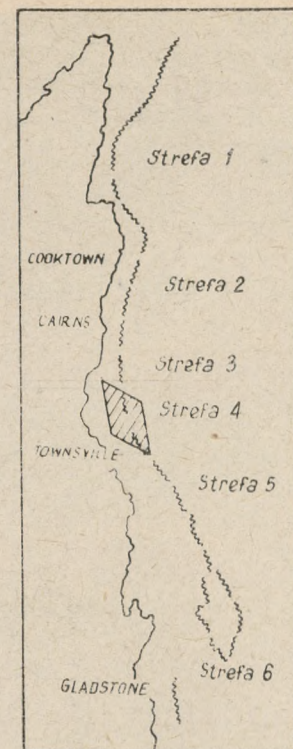 Strefa 1
COOKTOWN
Strefa 2
CAIRNS
Strefa 3
Strefa 4
TOWNSVILLE
Strefa 5
Strefa 6
GLADSTONE